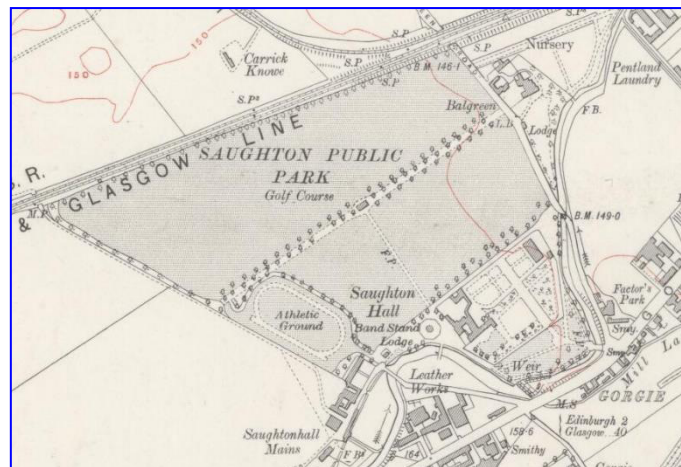 150
150
Carrick
Knowe
S.P
S.P
S.P
S.P
S.P
B.M. 146·1
S.Ps
Nursery
Pentland
Laundry
Balgreen
L.B
Lodge
F.B.
& GLASGOW LINE
M.P
SAUGHTON PUBLIC
PARK
Golf Course
B.M. 149·0
F.P
Athletic
Ground
Saughton
Hall
Band Stand
Lodge
Factor's
Park
Smy.
Weir
Leather
Works
Mill
M.S
GORGIE
Edinburgh 2
Glasgow...40
158·6
Smithy
Saughtonhall
Mains
F.B
164